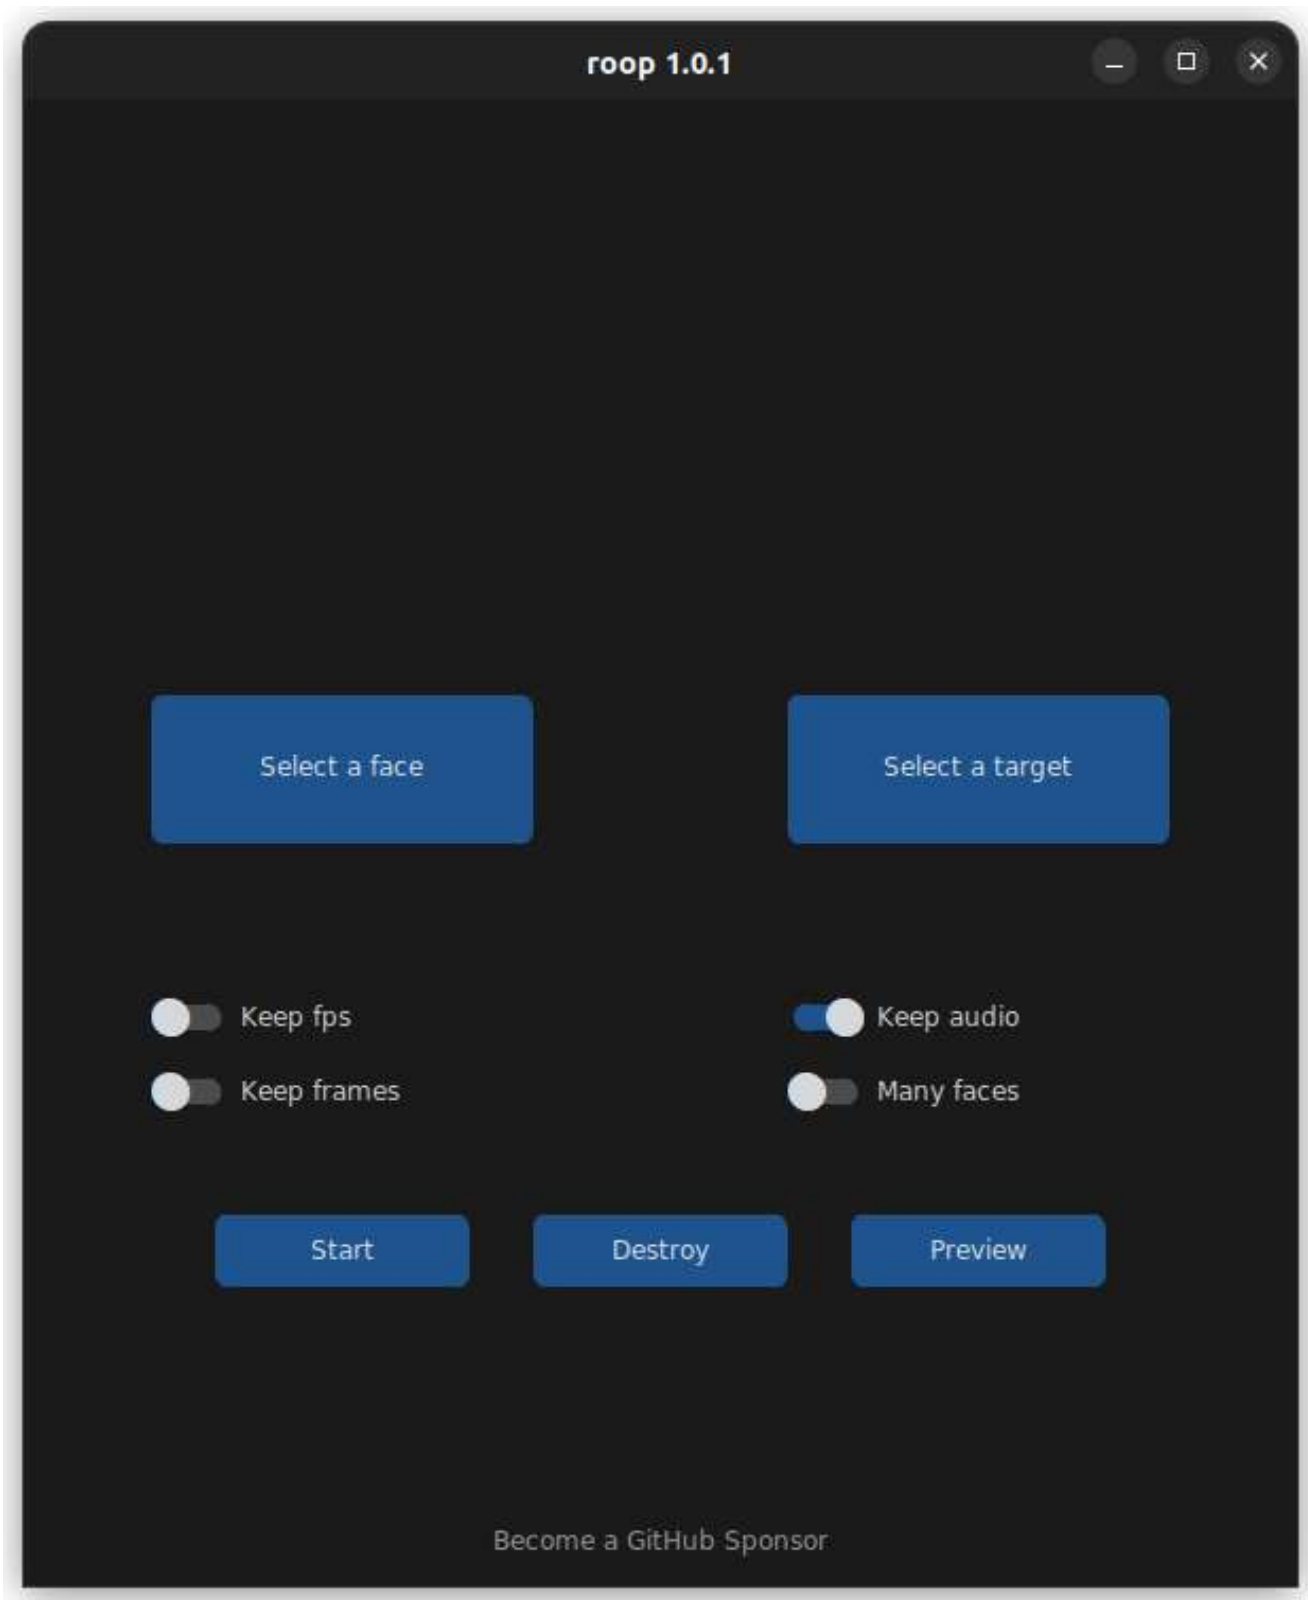 roop 1.0.1
Select a face
Select a target
Keep fps
Keep audio
Keep frames
Many faces
Start
Destroy
Preview
Become a GitHub Sponsor